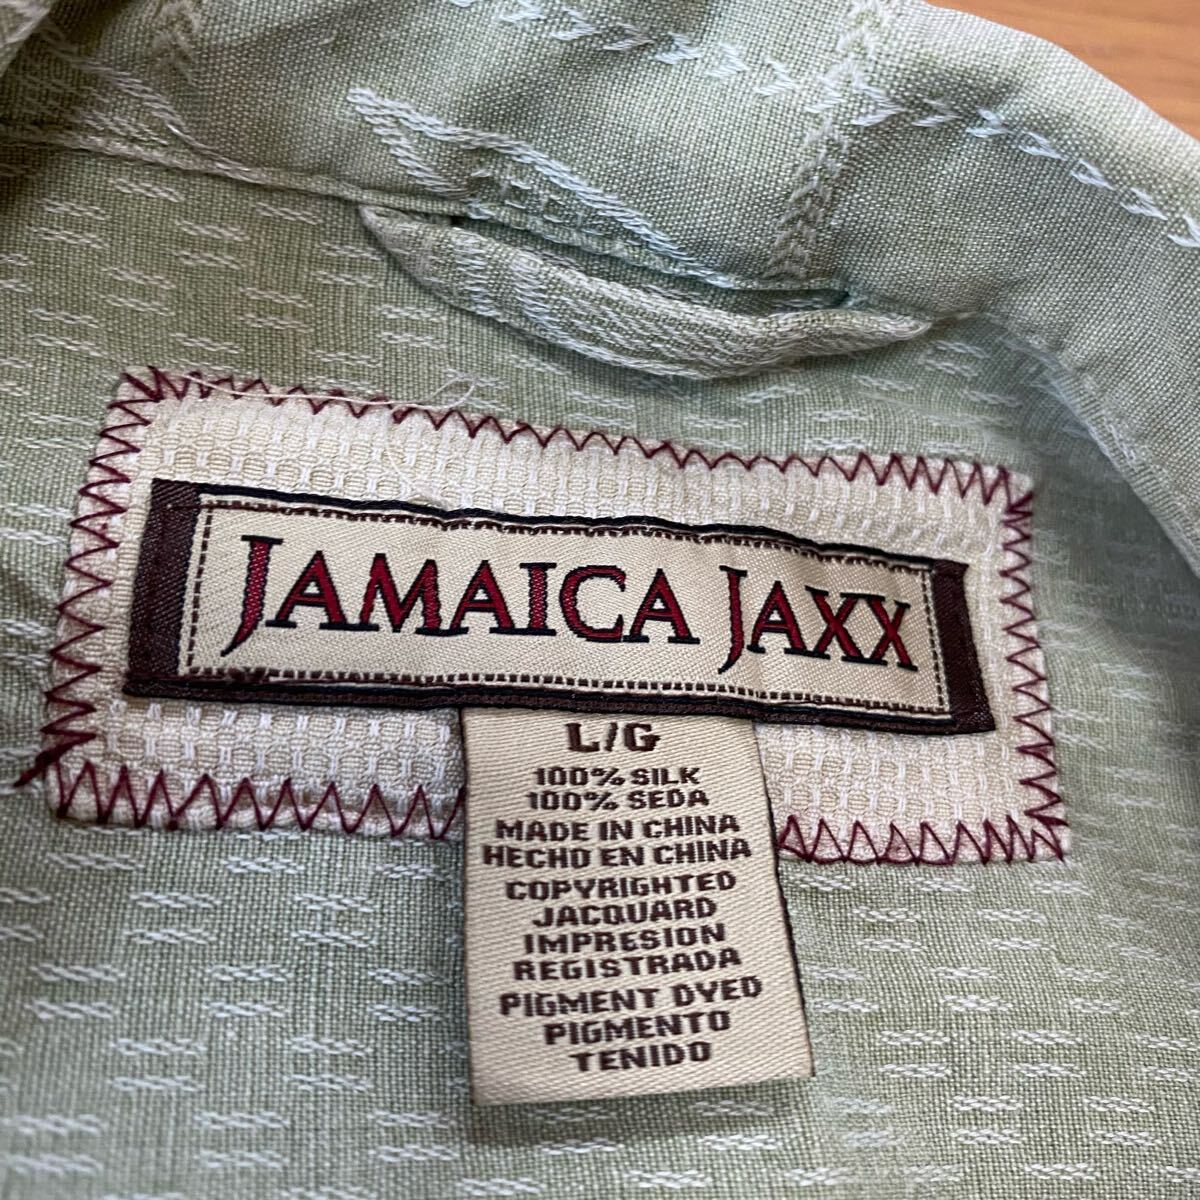 JAMAICA JAXX
L/G
100% SILK
100% SEDA
MADE IN CHINA
HECHO EN CHINA
COPYRIGHTED
JACQUARD
IMPRESION
REGISTRADA
PIGMENT DYED
PIGMENTO
TENIDO